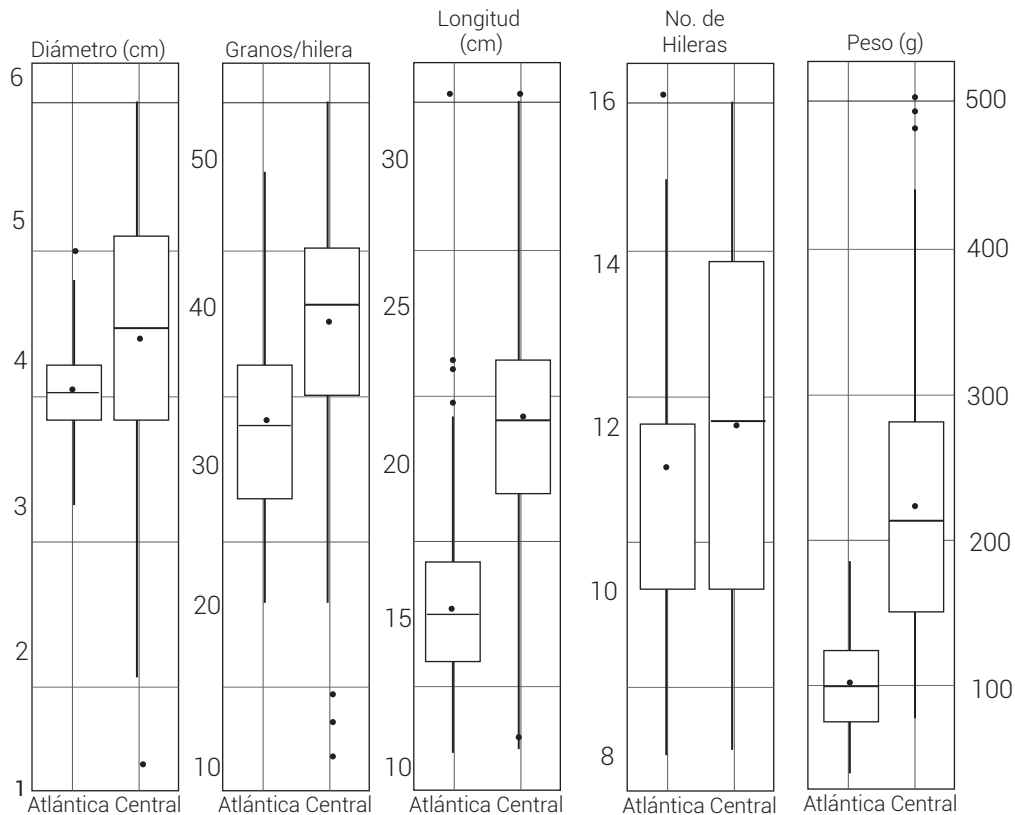 Diámetro (cm)
Granos/hilera
Longitud
(cm)
No. de
Hileras
Peso (g)
6
5
4
3
2
1
50
40
30
20
10
30
25
20
15
10
16
14
12
10
8
500
400
300
200
100
Atlántica Central
Atlántica Central
Atlántica Central
Atlántica Central
Atlántica Central